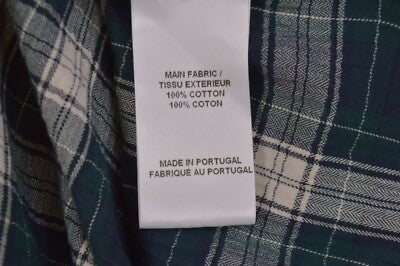 MAIN FABRIC /
TISSU EXTERIEUR
100% COTTON
100% COTON
MADE IN PORTUGAL
FABRIQUÉ AU PORTUGAL